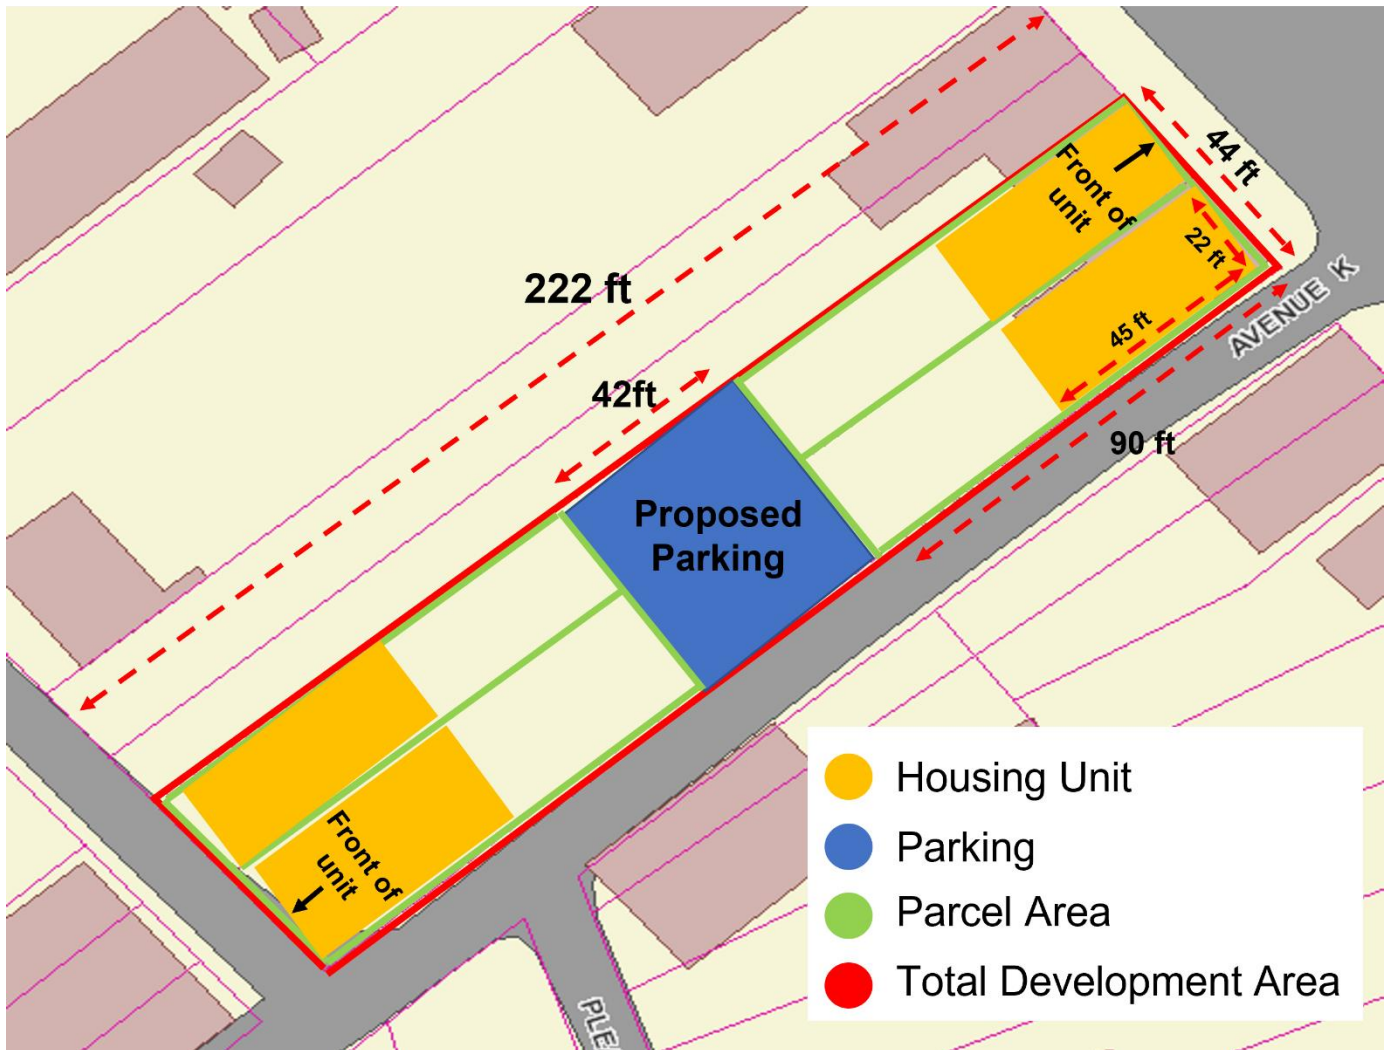 44 ft
Front of
unit
22 ft
222 ft
AVENUE K
45 ft
42ft
90 ft
Proposed
Parking
Front of
unit
Housing Unit
Parking
Parcel Area
Total Development Area
PLE